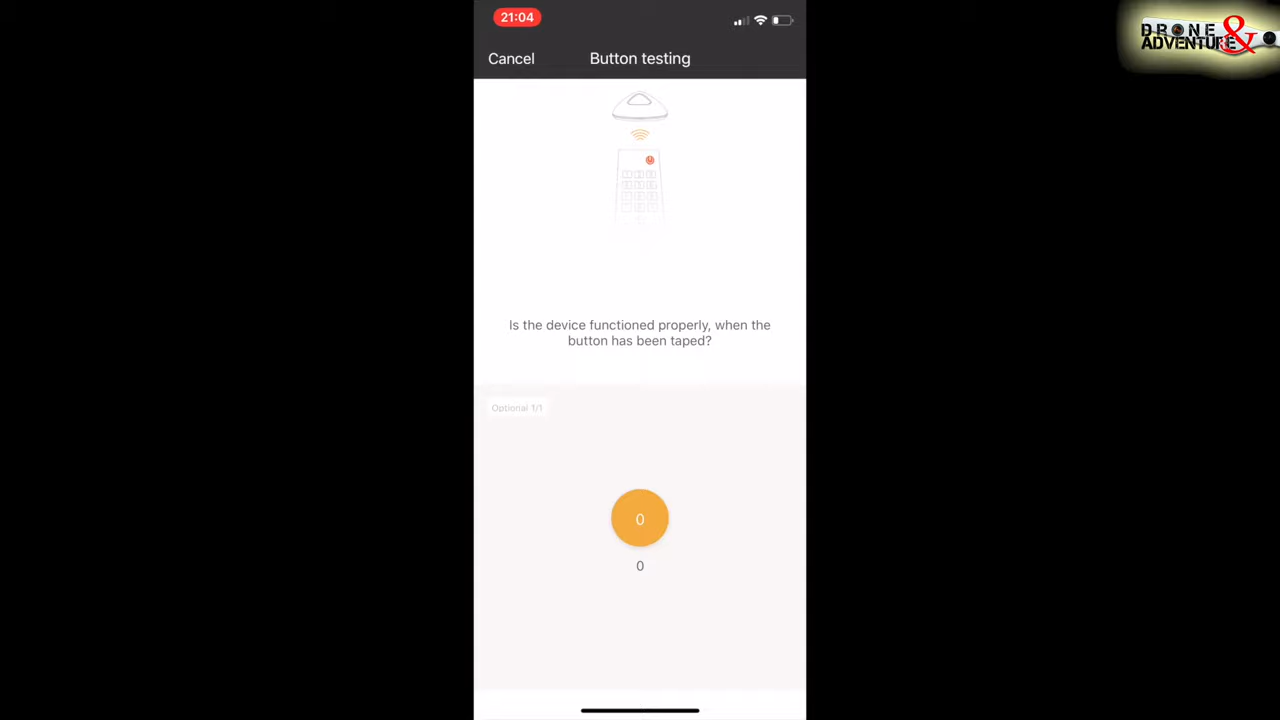 21:04
DRONE &
ADVENTURE
Cancel
Button testing
Is the device functioned properly, when the
button has been taped?
Optional 1/1
0
0